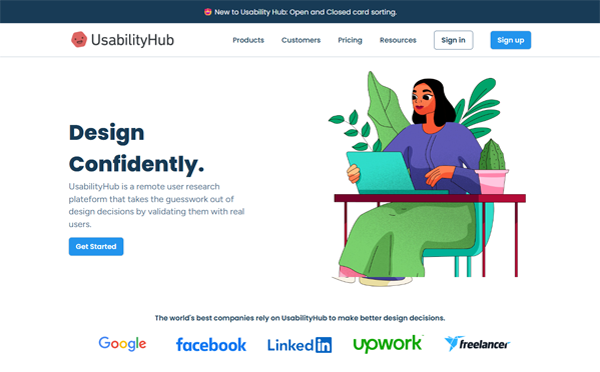 New to Usability Hub: Open and Closed card sorting.
UsabilityHub Products Customers Pricing Resources Sign in Sign up
Design
Confidently.
UsabilityHub is a remote user research
plateform that takes the guesswork out of
design decisions by validating them with real
users.
Get Started
The world's best companies rely on UsabilityHub to make better design decisions.
Google facebook LinkedIn upwork freelancer